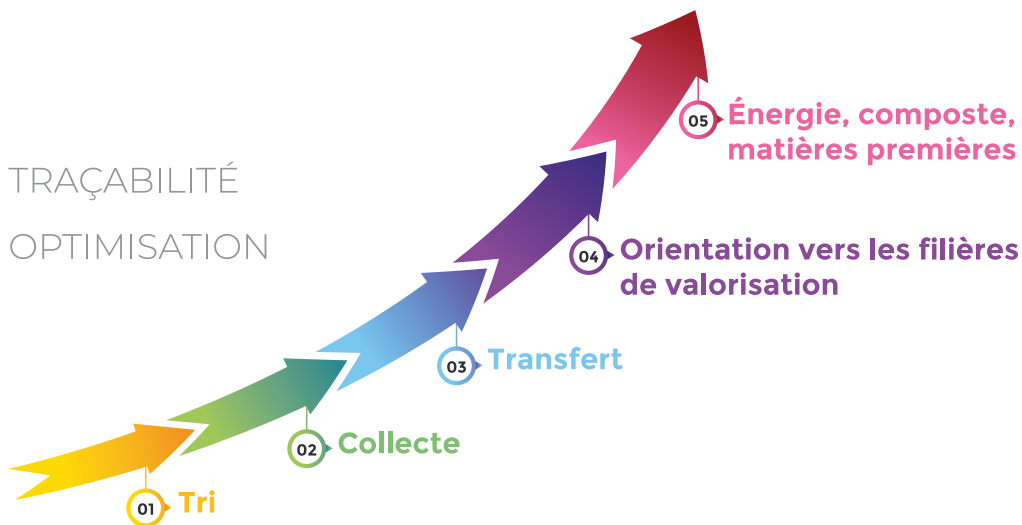 TRAÇABILITÉ
OPTIMISATION
01 Tri
02 Collecte
03 Transfert
04 Orientation vers les filières
de valorisation
05 Énergie, composte,
matières premières